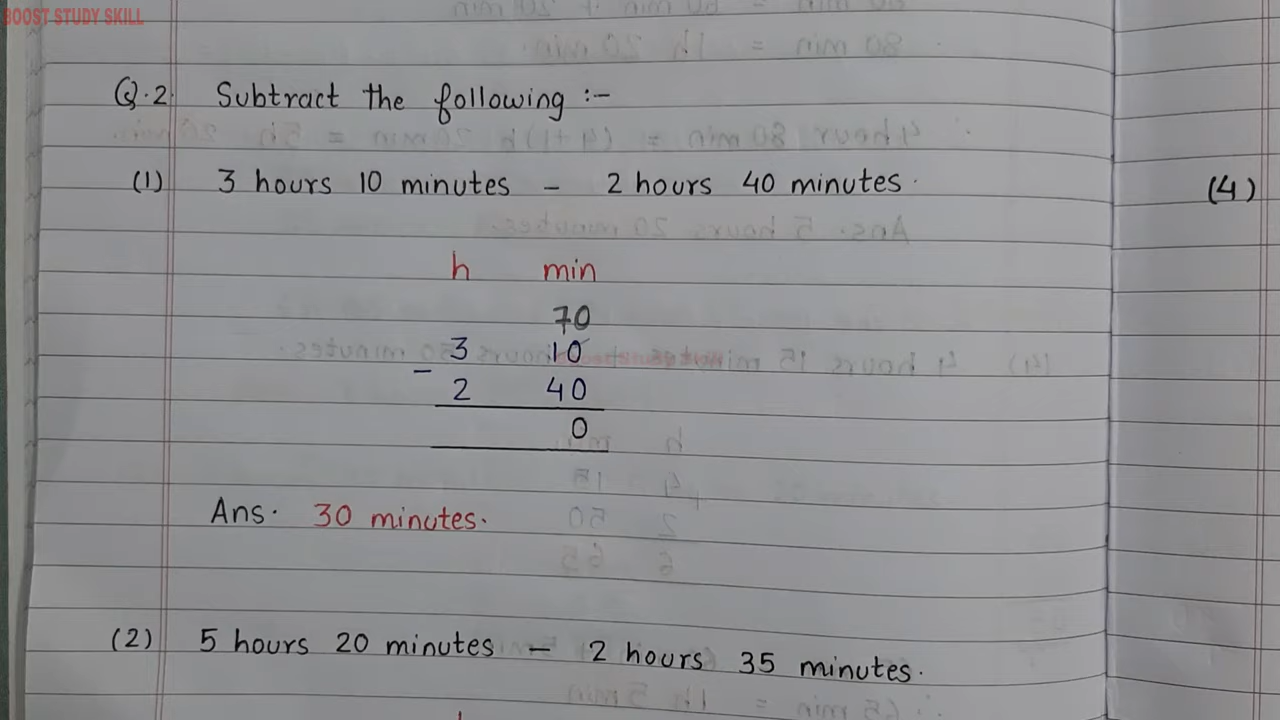 BOOST STUDY SKILL
Q.2 Subtract the following :-
(1) 3 hours 10 minutes - 2 hours 40 minutes.
(4)
h min
70
3 10
- 2 40
0
Ans. 30 minutes.
(2) 5 hours 20 minutes - 2 hours 35 minutes.